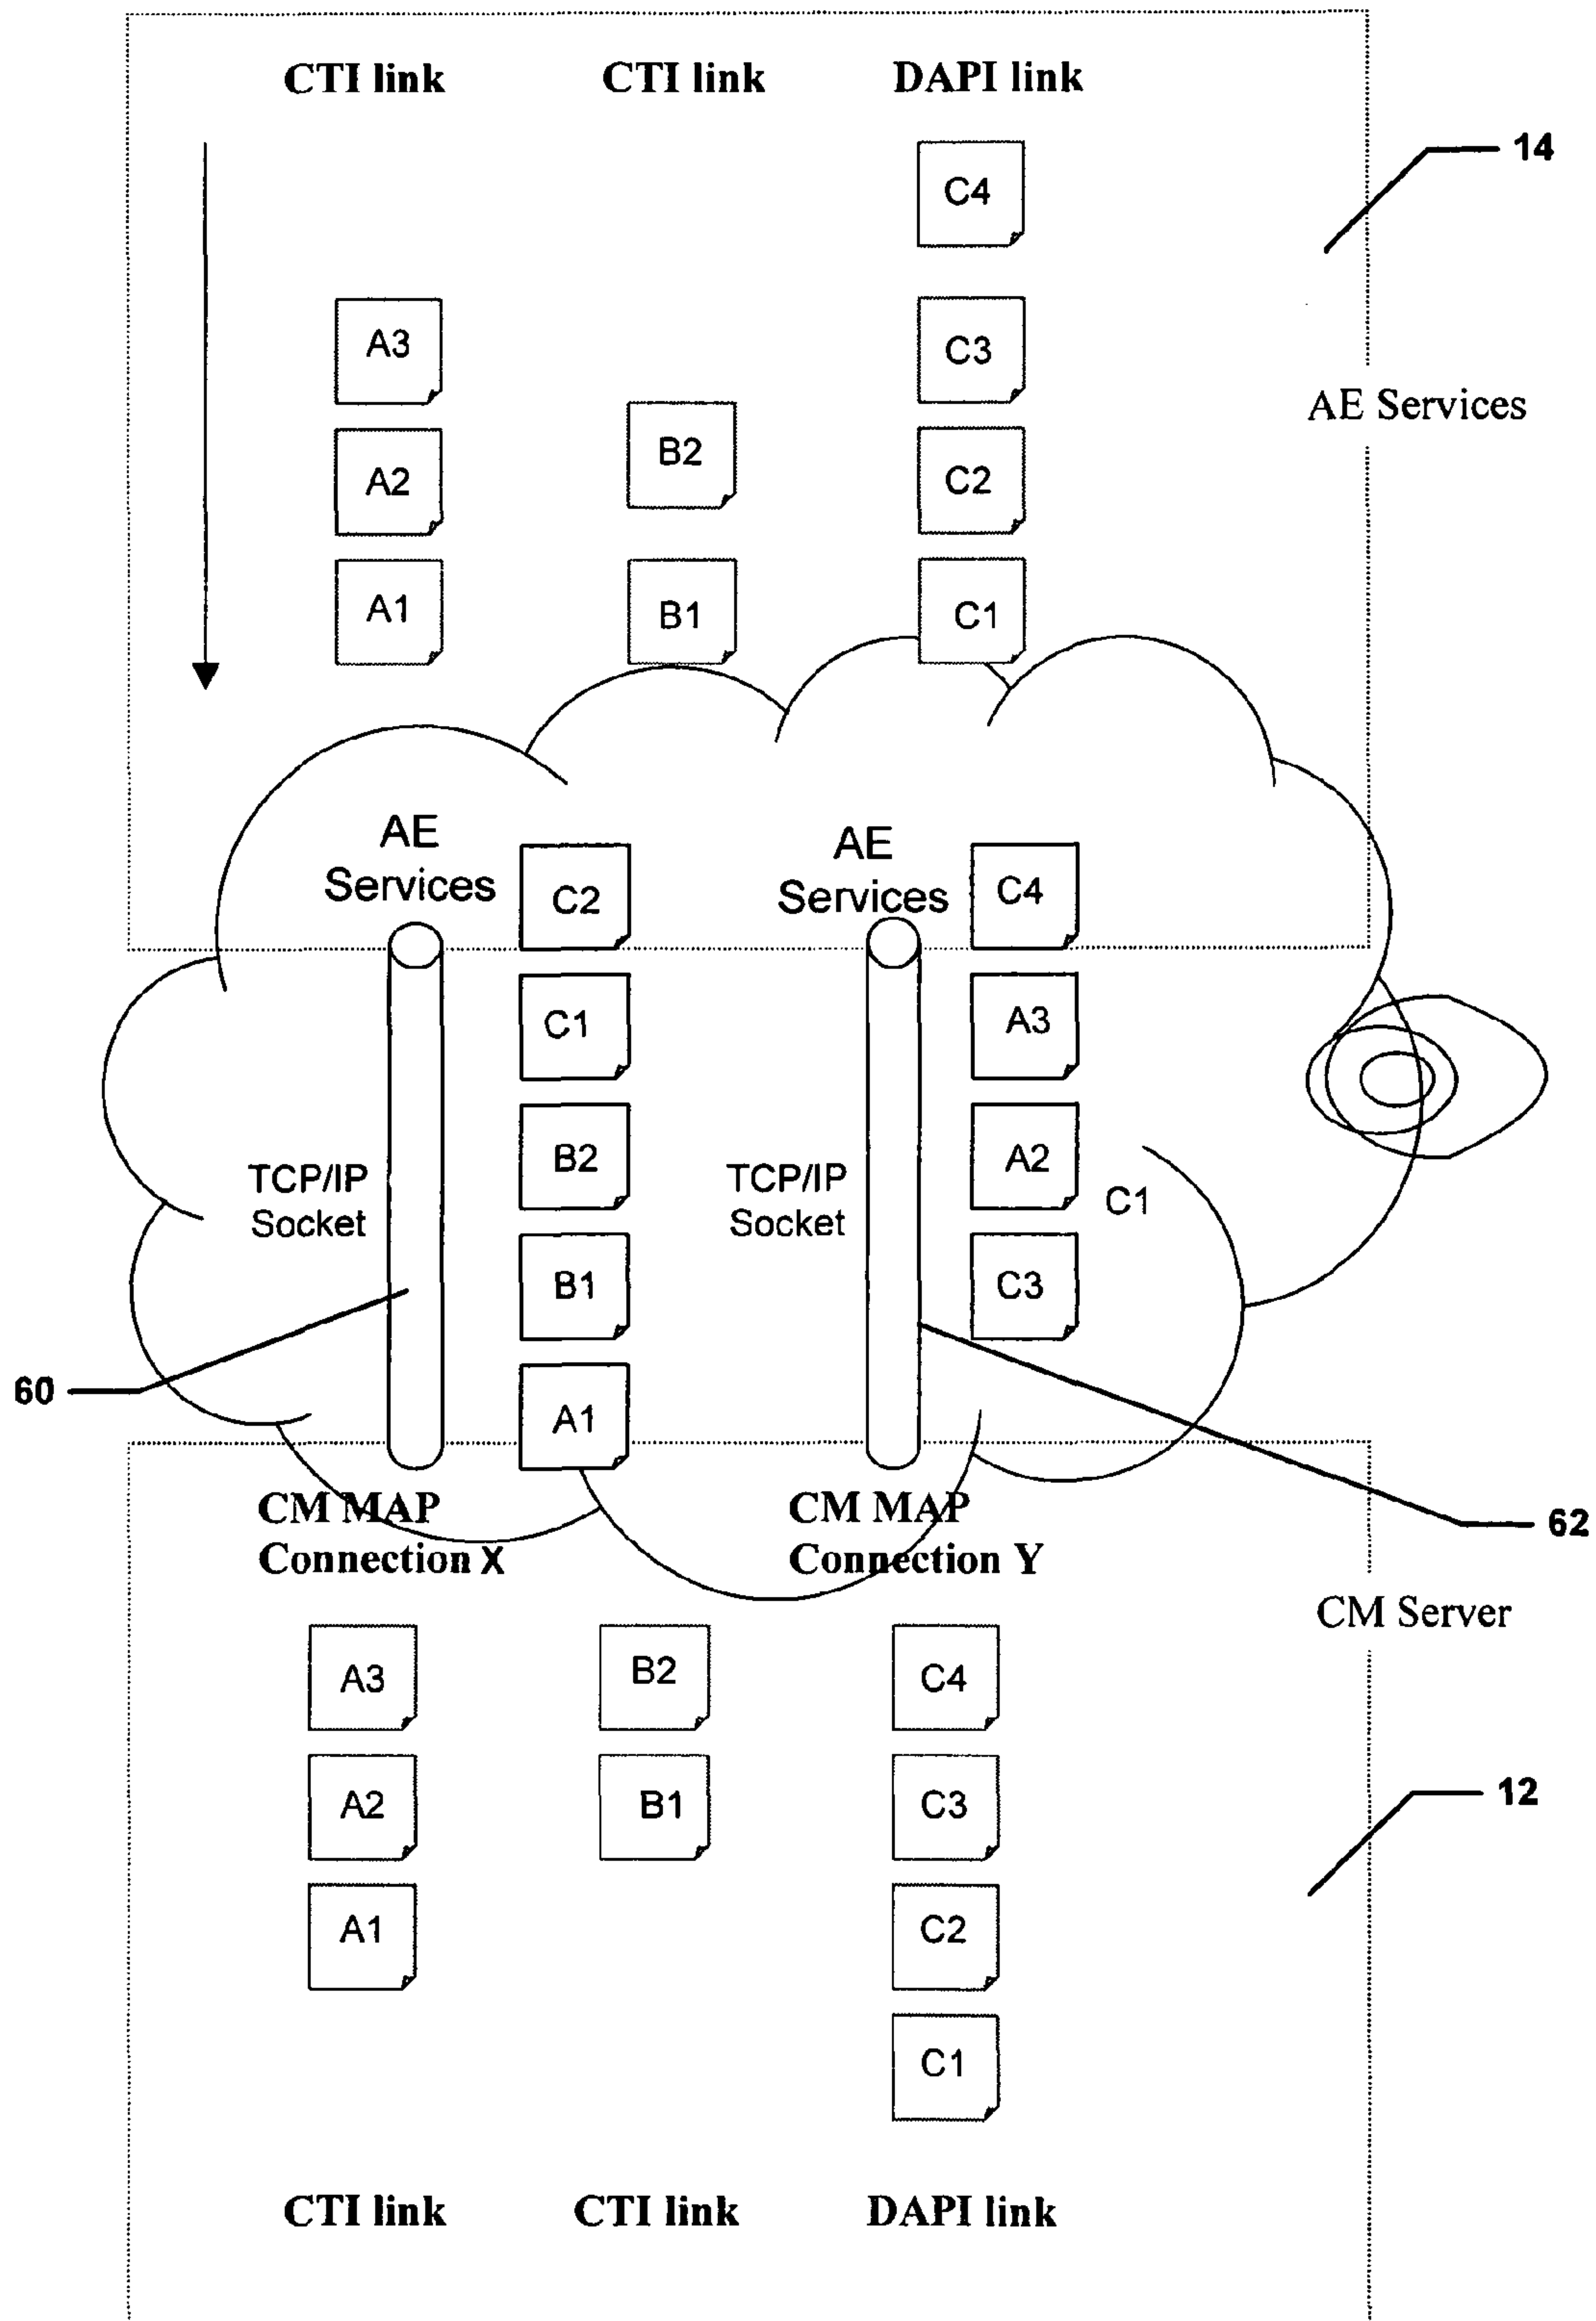 CTI link CTI link DAPI link
14
C4
A3 C3
AE Services
B2
A2 C2
A1 B1 C1
AE AE
Services Services
C2 C4
C1 A3
B2 A2
TCP/IP TCP/IP
Socket Socket
C1
B1 C3
60
A1
CM MAP CM MAP
62
Connection X Connection Y
CM Server
A3 B2 C4
12
A2 B1 C3
A1 C2
C1
CTI link CTI link DAPI link